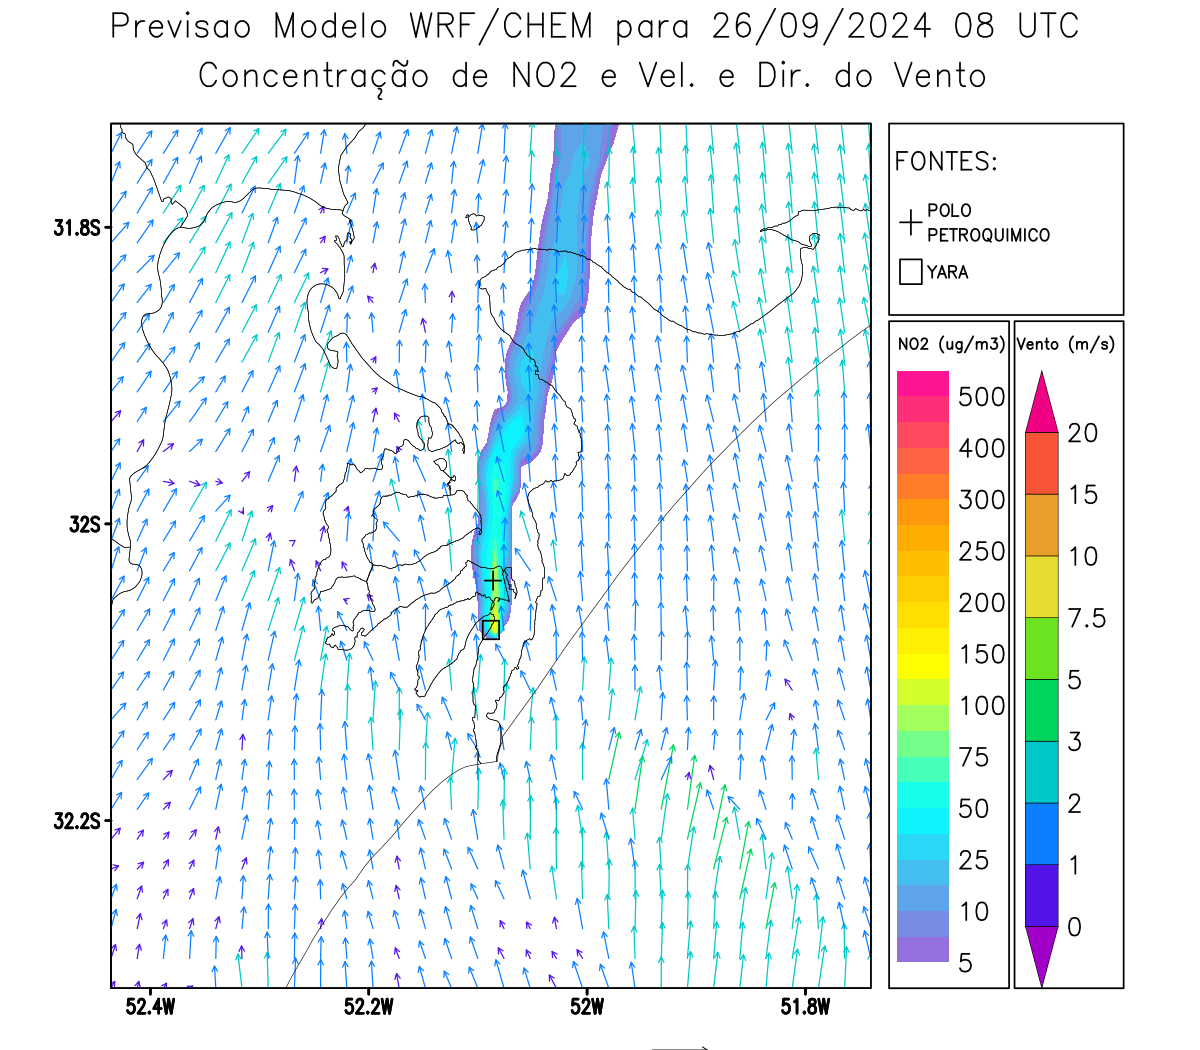 Previsao Modelo WRF/CHEM para 26/09/2024 08 UTC
Concentração de NO2 e Vel. e Dir. do Vento
FONTES:
POLO
PETROQUIMICO
YARA
NO2 (ug/m3)
500
400
300
250
200
150
100
75
50
25
10
5
Vento (m/s)
20
15
10
7.5
5
3
2
1
0
31.8S
32S
32.2S
52.4W
52.2W
52W
51.8W